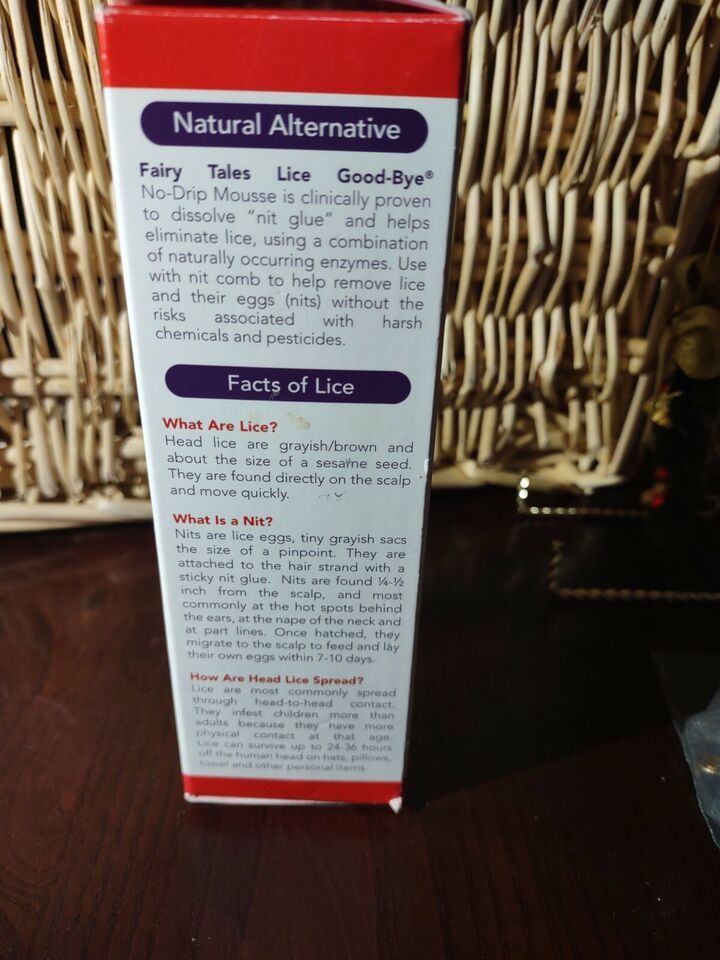 Natural Alternative
Fairy Tales Lice Good-Bye®
No-Drip Mousse is clinically proven
to dissolve "nit glue" and helps
eliminate lice, using a combination
of naturally occurring enzymes. Use
with nit comb to help remove lice
and their eggs (nits) without the
risks associated with harsh
chemicals and pesticides.
Facts of Lice
What Are Lice?
Head lice are grayish/brown and
about the size of a sesame seed.
They are found directly on the scalp
and move quickly.
What Is a Nit?
Nits are lice eggs, tiny grayish sacs
the size of a pinpoint. They are
attached to the hair strand with a
sticky nit glue. Nits are found ¼-½
inch from the scalp, and most
commonly at the hot spots behind
the ears, at the nape of the neck and
at part lines. Once hatched, they
migrate to the scalp to feed and lay
their own eggs within 7-10 days.
How Are Head Lice Spread?
Lice are most commonly spread
through head-to-head contact.
They infest children more than
adults because they have more
physical contact at that age.
Lice can survive up to 24-36 hours
off the human head on hats, pillows,
towel and other personal items.